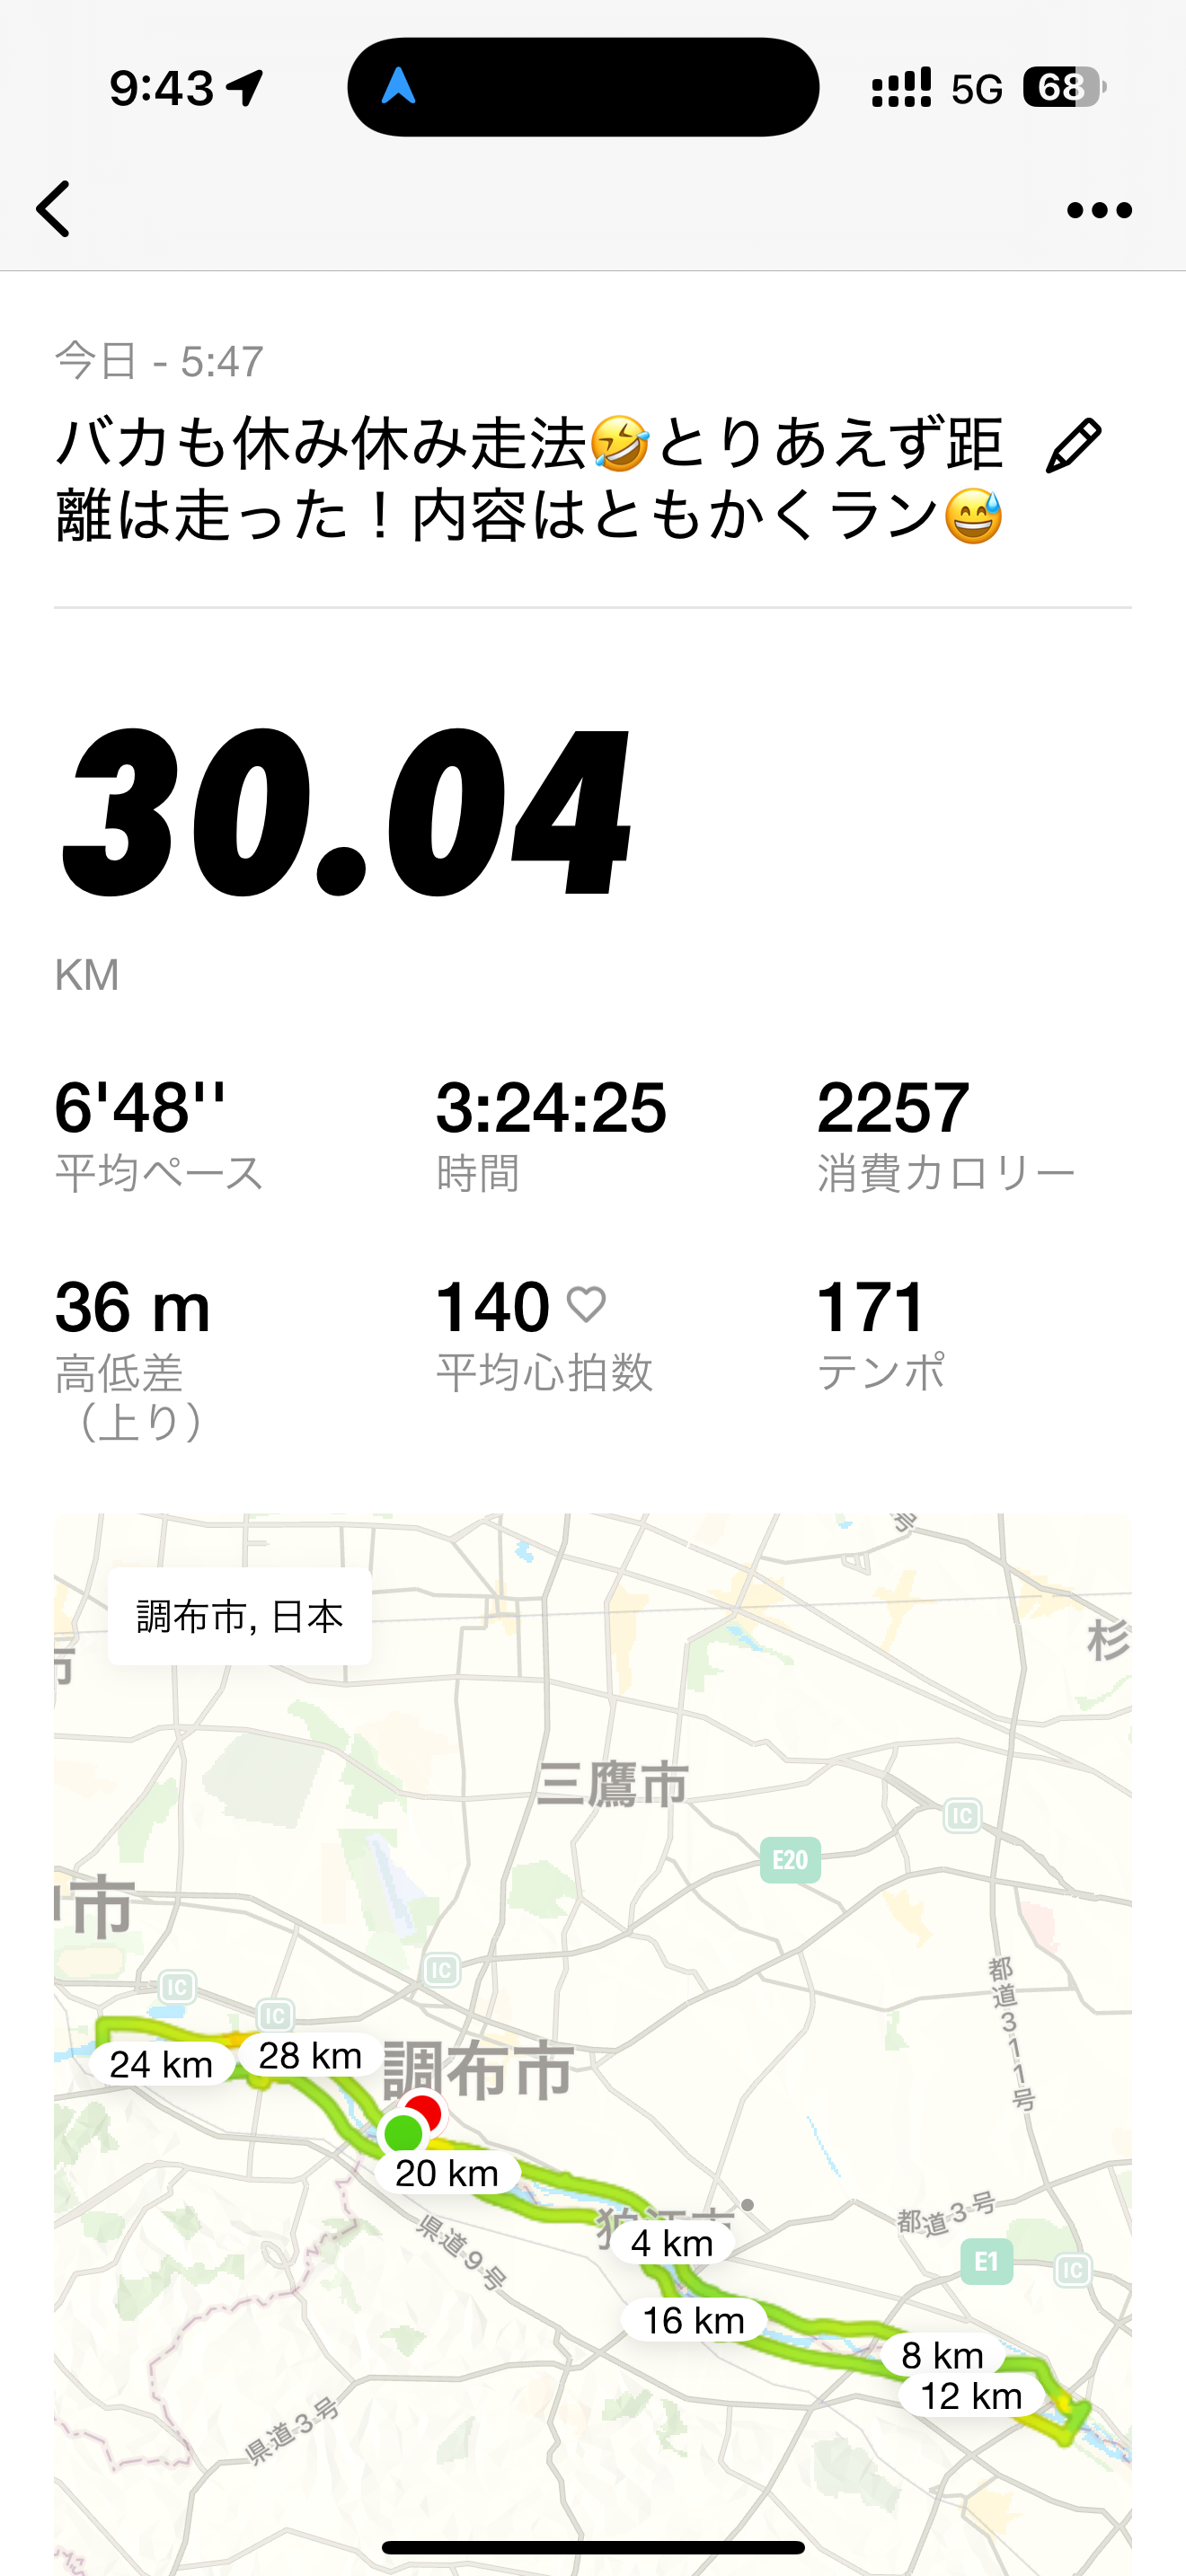 9:43
5G
68
今日 - 5:47
バカも休み休み走法🤣とりあえず距
離は走った！内容はともかくラン😅
30.04
KM
6'48''
3:24:25
2257
平均ペース
時間
消費カロリー
36 m
140
171
高低差
（上り）
平均心拍数
テンポ
号
調布市, 日本
杉
市
三鷹市
IC
E20
市
IC
IC
IC
都道311号
24 km
28 km
調布市
20 km
狛江市
4 km
都道3号
県道9号
E1
IC
16 km
8 km
12 km
県道3号